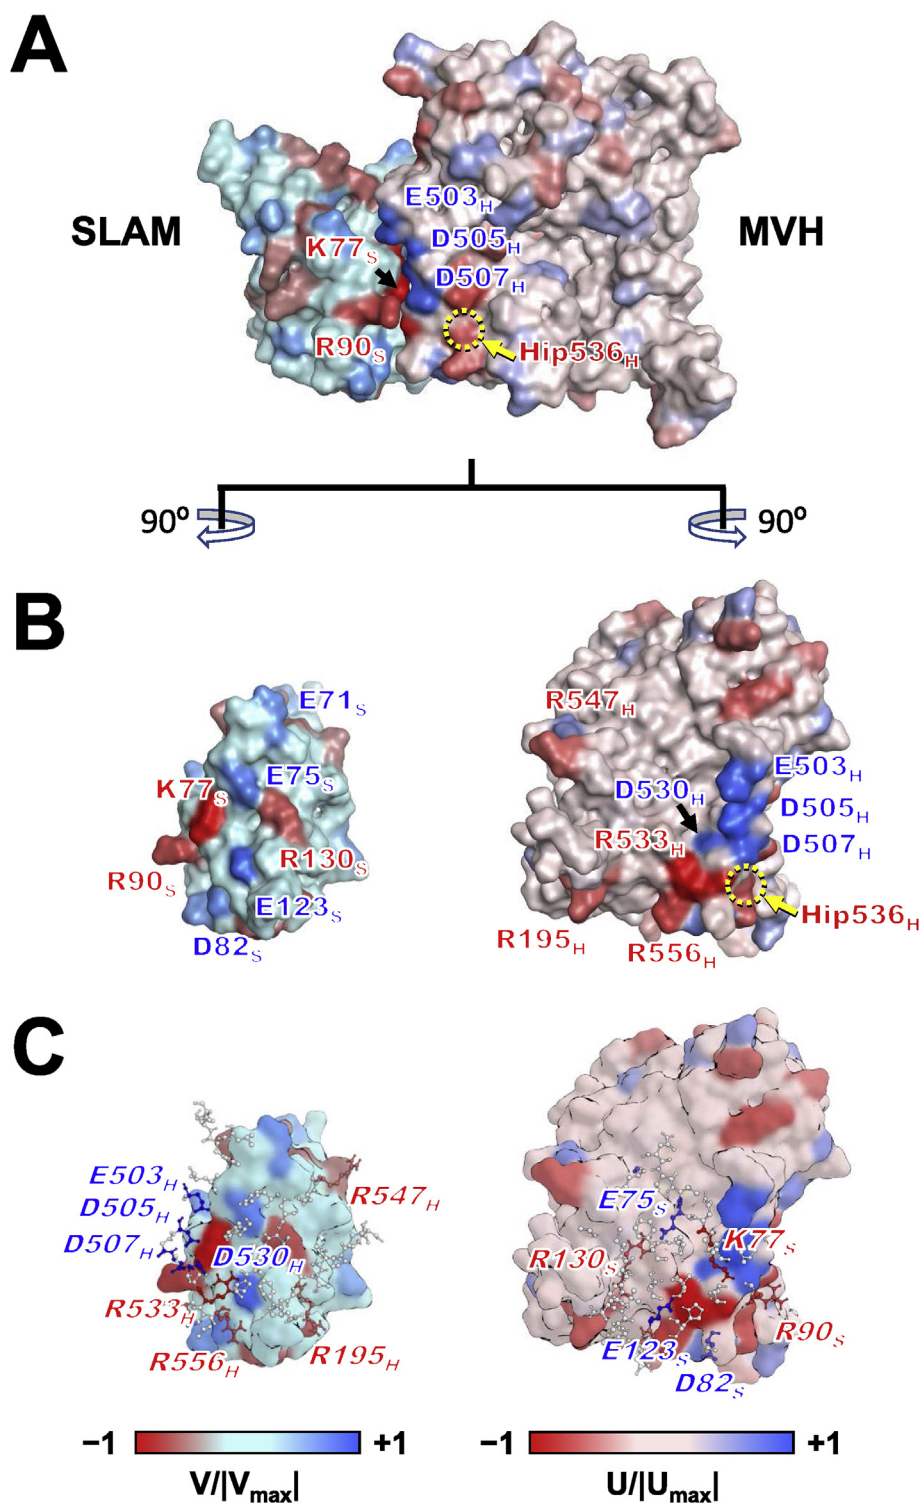 A
SLAM
MVH
E503H
D505H
K77S
D507H
R90S
Hip536H
90º
90º
B
E71S
R547H
E75S
K77S
E503H
D530H
D505H
R533H
D507H
R130S
R90S
E123S
Hip536H
D82S
R195H
R556H
C
E503H
R547H
D505H
E75S
D507H
D530H
K77S
R130S
R533H
R90S
R556H
R195H
E123S
D82S
−1
+1
−1
+1
V/|Vmax|
U/|Umax|